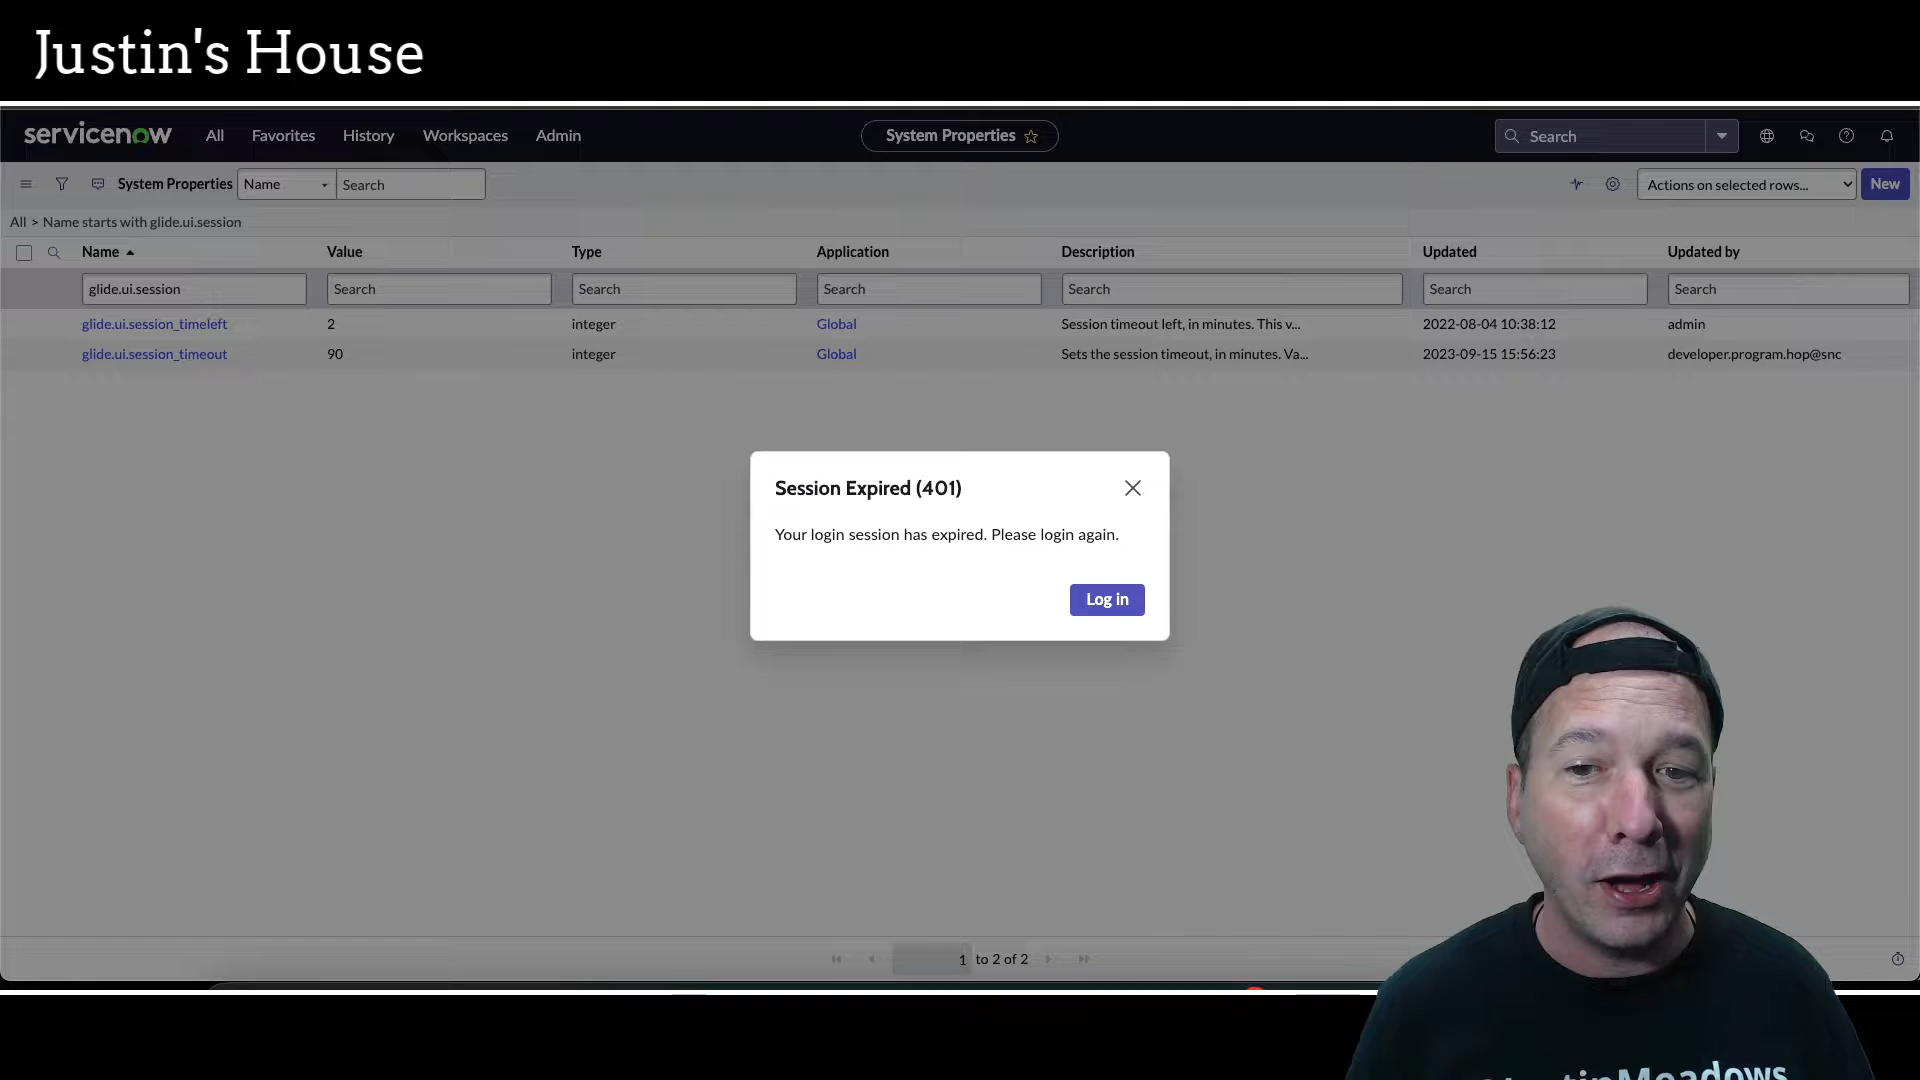 Justin's House
servicenow All Favorites History Workspaces Admin System Properties Search
System Properties Name Search Actions on selected rows... New
All > Name starts with glide.ui.session
Name Value Type Application Description Updated Updated by
glide.ui.session Search Search Search Search Search Search
glide.ui.session_timeleft 2 integer Global Session timeout left, in minutes. This v... 2022-08-04 10:38:12 admin
glide.ui.session_timeout 90 integer Global Sets the session timeout, in minutes. Va... 2023-09-15 15:56:23 developer.program.hop@snc
Session Expired (401)
Your login session has expired. Please login again.
Log in
1 to 2 of 2